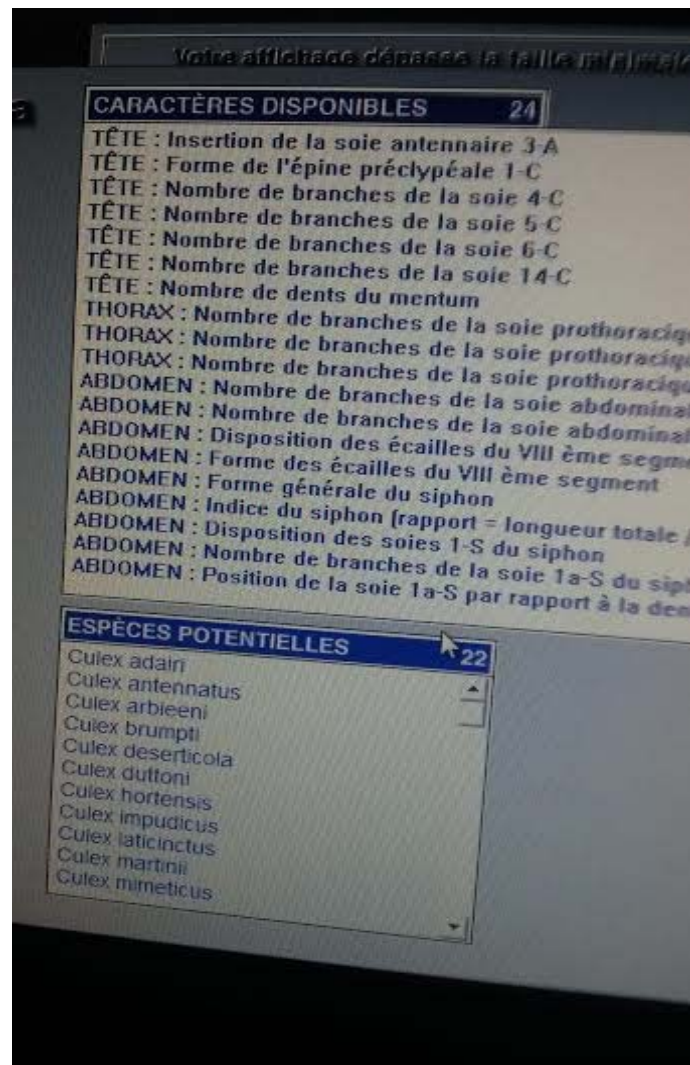 Votre affichage dépasse la taille minimale
CARACTÈRES DISPONIBLES 24
TÊTE : Insertion de la soie antennaire 3-A
TÊTE : Forme de l'épine préclypéale 1-C
TÊTE : Nombre de branches de la soie 4-C
TÊTE : Nombre de branches de la soie 5-C
TÊTE : Nombre de branches de la soie 6-C
TÊTE : Nombre de branches de la soie 14-C
TÊTE : Nombre de dents du mentum
THORAX : Nombre de branches de la soie prothoraciq
THORAX : Nombre de branches de la soie prothoraciq
THORAX : Nombre de branches de la soie prothoraciq
ABDOMEN : Nombre de branches de la soie abdominal
ABDOMEN : Nombre de branches de la soie abdominal
ABDOMEN : Disposition des écailles du VIII ème segme
ABDOMEN : Forme des écailles du VIII ème segment
ABDOMEN : Forme générale du siphon
ABDOMEN : Indice du siphon (rapport = longueur totale /
ABDOMEN : Disposition des soies 1-S du siphon
ABDOMEN : Nombre de branches de la soie 1a-S du siph
ABDOMEN : Position de la soie 1a-S par rapport à la den
ESPÈCES POTENTIELLES 22
Culex adairi
Culex antennatus
Culex arbieeni
Culex brumpti
Culex deserticola
Culex duttoni
Culex hortensis
Culex impudicus
Culex laticinctus
Culex martinii
Culex mimeticus